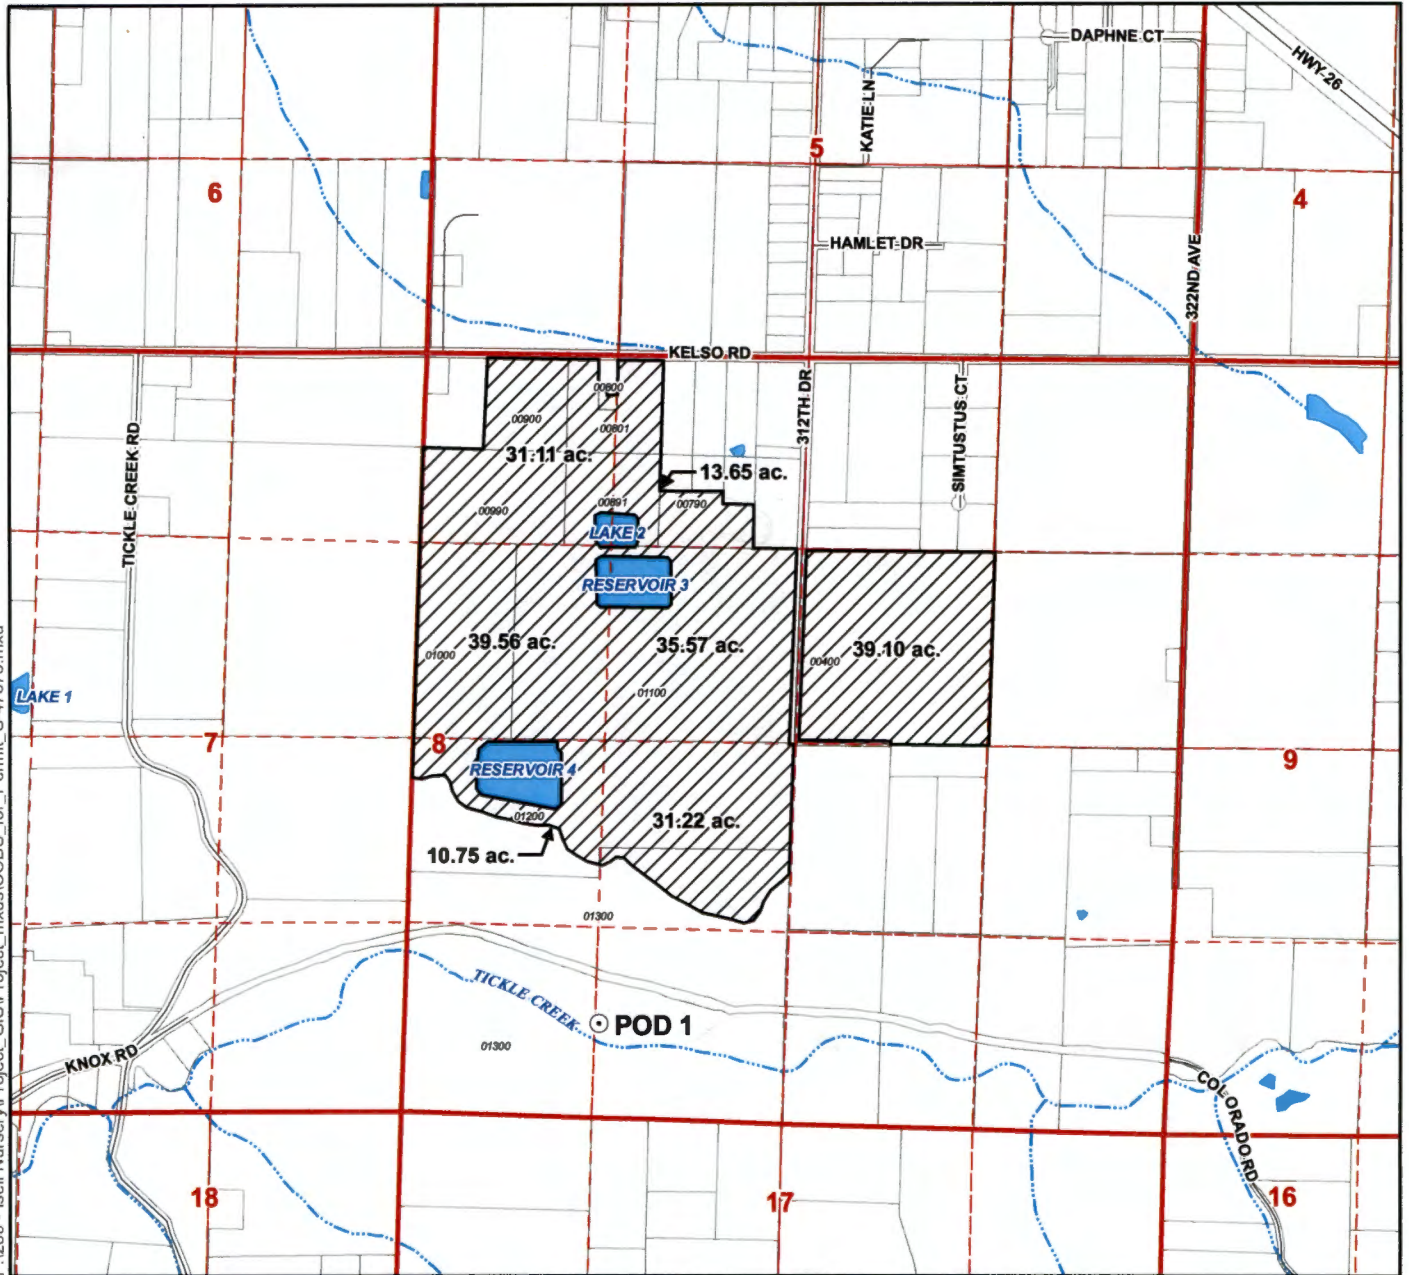 DAPHNE CT
HWY 26
KATIE LN
5
6
4
HAMLET DR
322ND AVE
KELSO RD
312TH DR
SIMTUSTUS CT
TICKLE CREEK RD
00800
00900
00801
31.11 ac.
13.65 ac.
00990
00891
00790
LAKE 2
RESERVOIR 3
39.56 ac.
35.57 ac.
39.10 ac.
01000
00400
01100
LAKE 1
7
8
9
RESERVOIR 4
01200
31.22 ac.
10.75 ac.
01300
TICKLE CREEK
POD 1
01300
KNOX RD
COLORADO RD
18
17
16